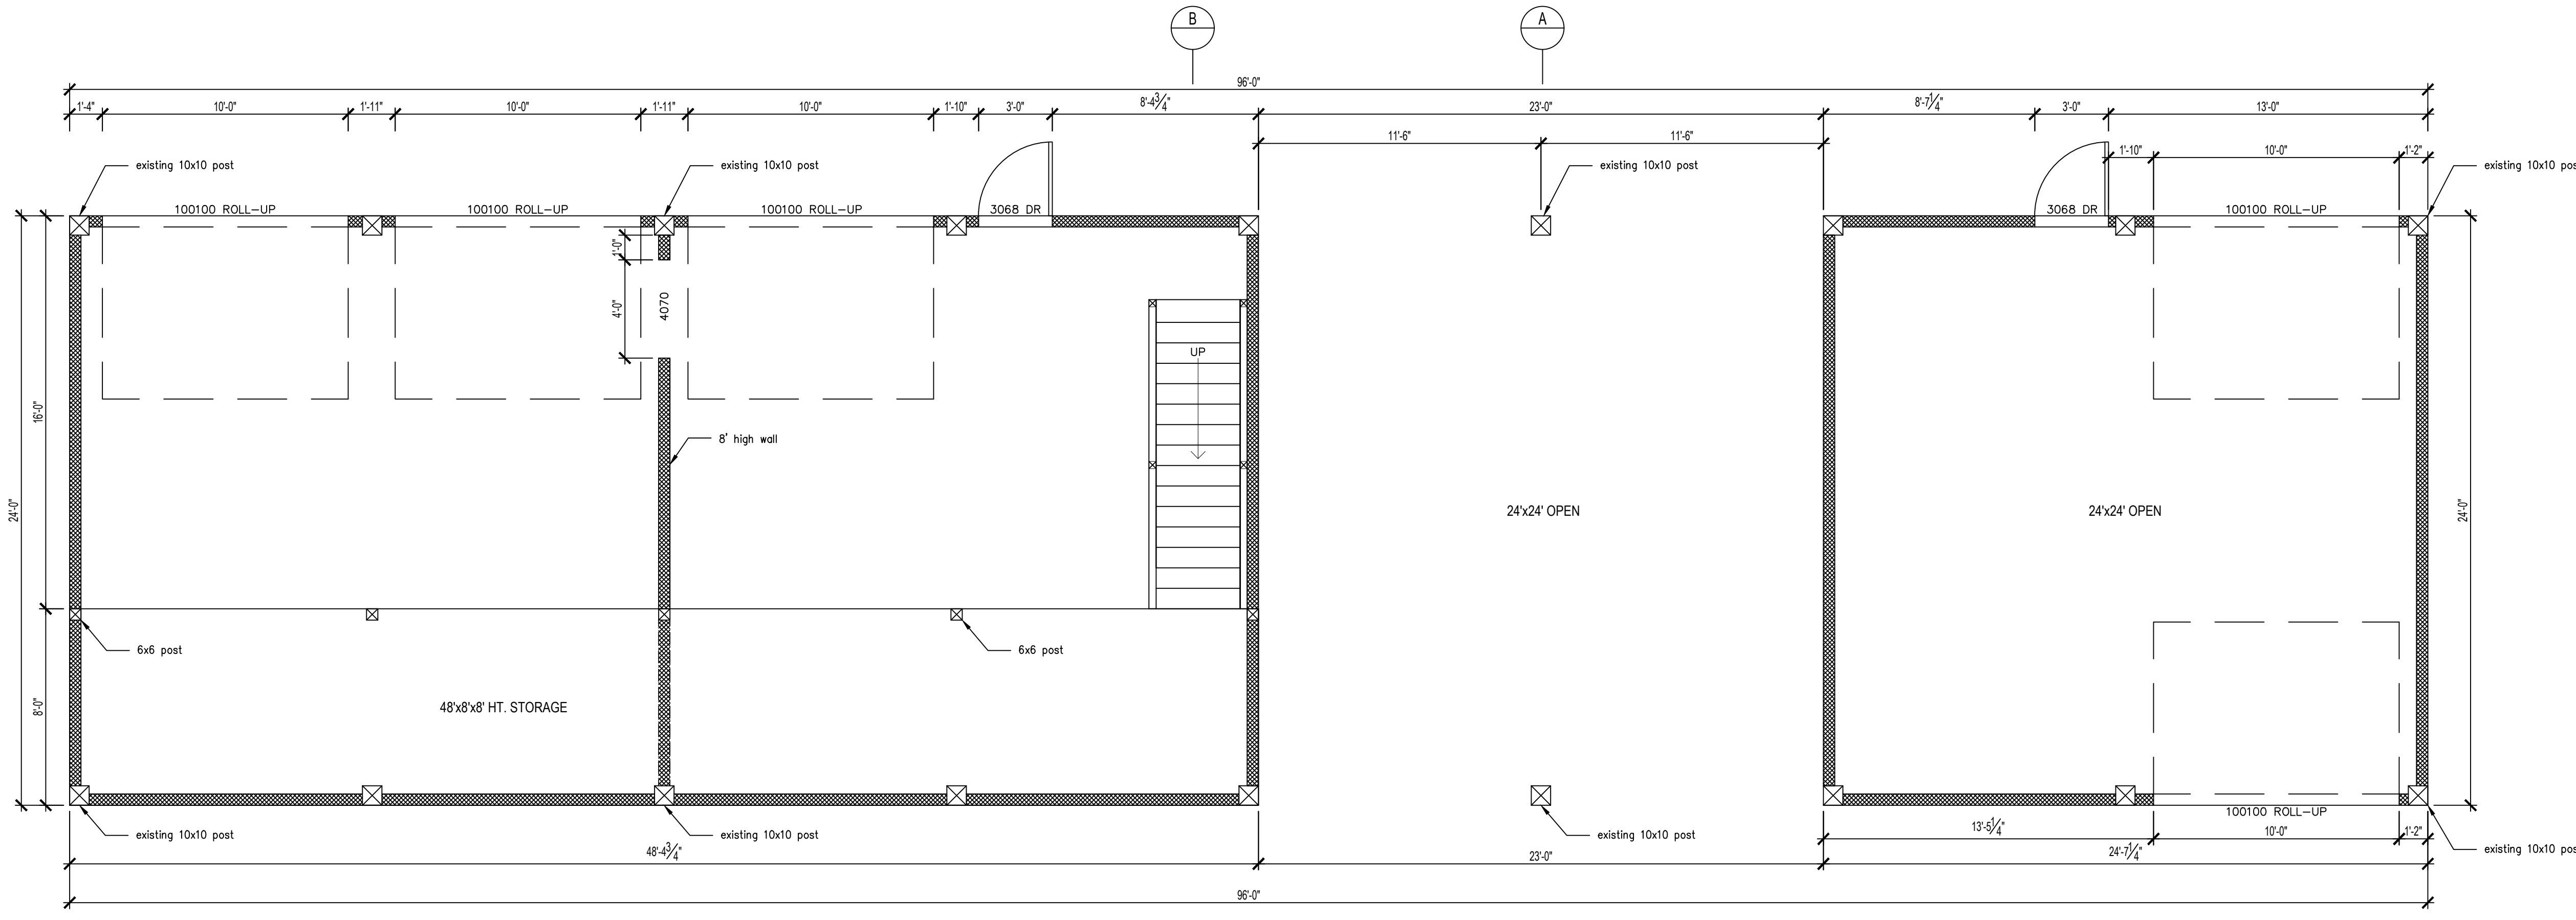 B
A
96'-0"
1'-4"
10'-0"
1'-11"
10'-0"
1'-11"
10'-0"
1'-10"
3'-0"
8'-4 3/4"
23'-0"
8'-7 1/4"
3'-0"
13'-0"
11'-6"
11'-6"
1'-10"
10'-0"
1'-2"
existing 10x10 post
existing 10x10 post
existing 10x10 post
existing 10x10 pos
100100 ROLL-UP
100100 ROLL-UP
100100 ROLL-UP
3068 DR
3068 DR
100100 ROLL-UP
1'-0"
4'-0"
4070
UP
16'-0"
8' high wall
24'-0"
24'x24' OPEN
24'x24' OPEN
24'-0"
6x6 post
6x6 post
8'-0"
48'x8'x8' HT. STORAGE
100100 ROLL-UP
existing 10x10 post
existing 10x10 post
existing 10x10 post
13'-5 1/4"
10'-0"
1'-2"
existing 10x10 pos
48'-4 3/4"
23'-0"
24'-7 1/4"
96'-0"